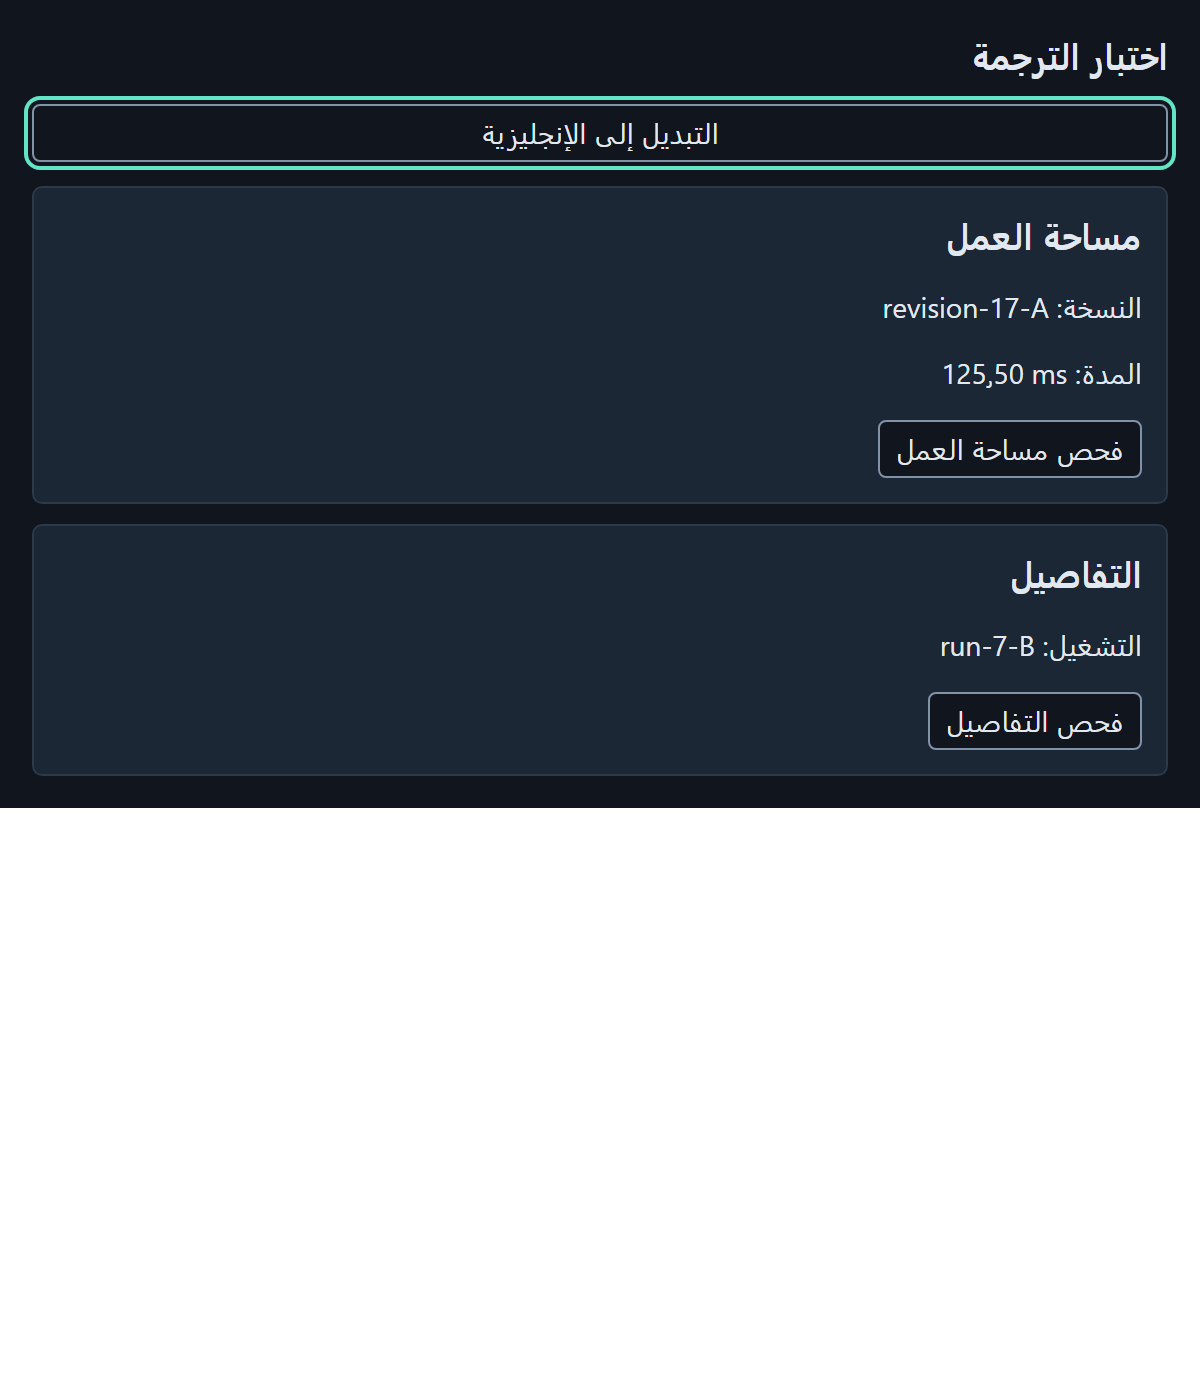 اختبار الترجمة
التبديل إلى الإنجليزية
مساحة العمل
النسخة: revision-17-A
المدة: 125,50 ms
فحص مساحة العمل
التفاصيل
التشغيل: run-7-B
فحص التفاصيل